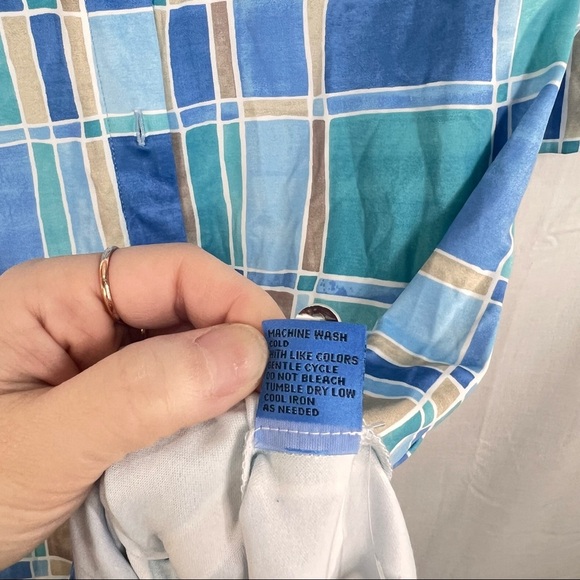 MACHINE WASH
COLD
WITH LIKE COLORS
GENTLE CYCLE
DO NOT BLEACH
TUMBLE DRY LOW
COOL IRON
AS NEEDED